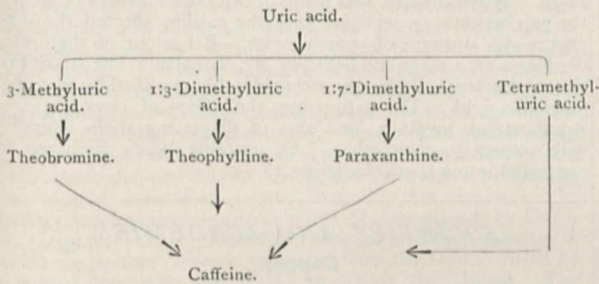 Uric acid.
3-Methyluric 1:3-Dimethyluric 1:7-Dimethyluric Tetramethyl-
acid. acid. acid. uric acid.
Theobromine. Theophylline. Paraxanthine.
Caffeine.